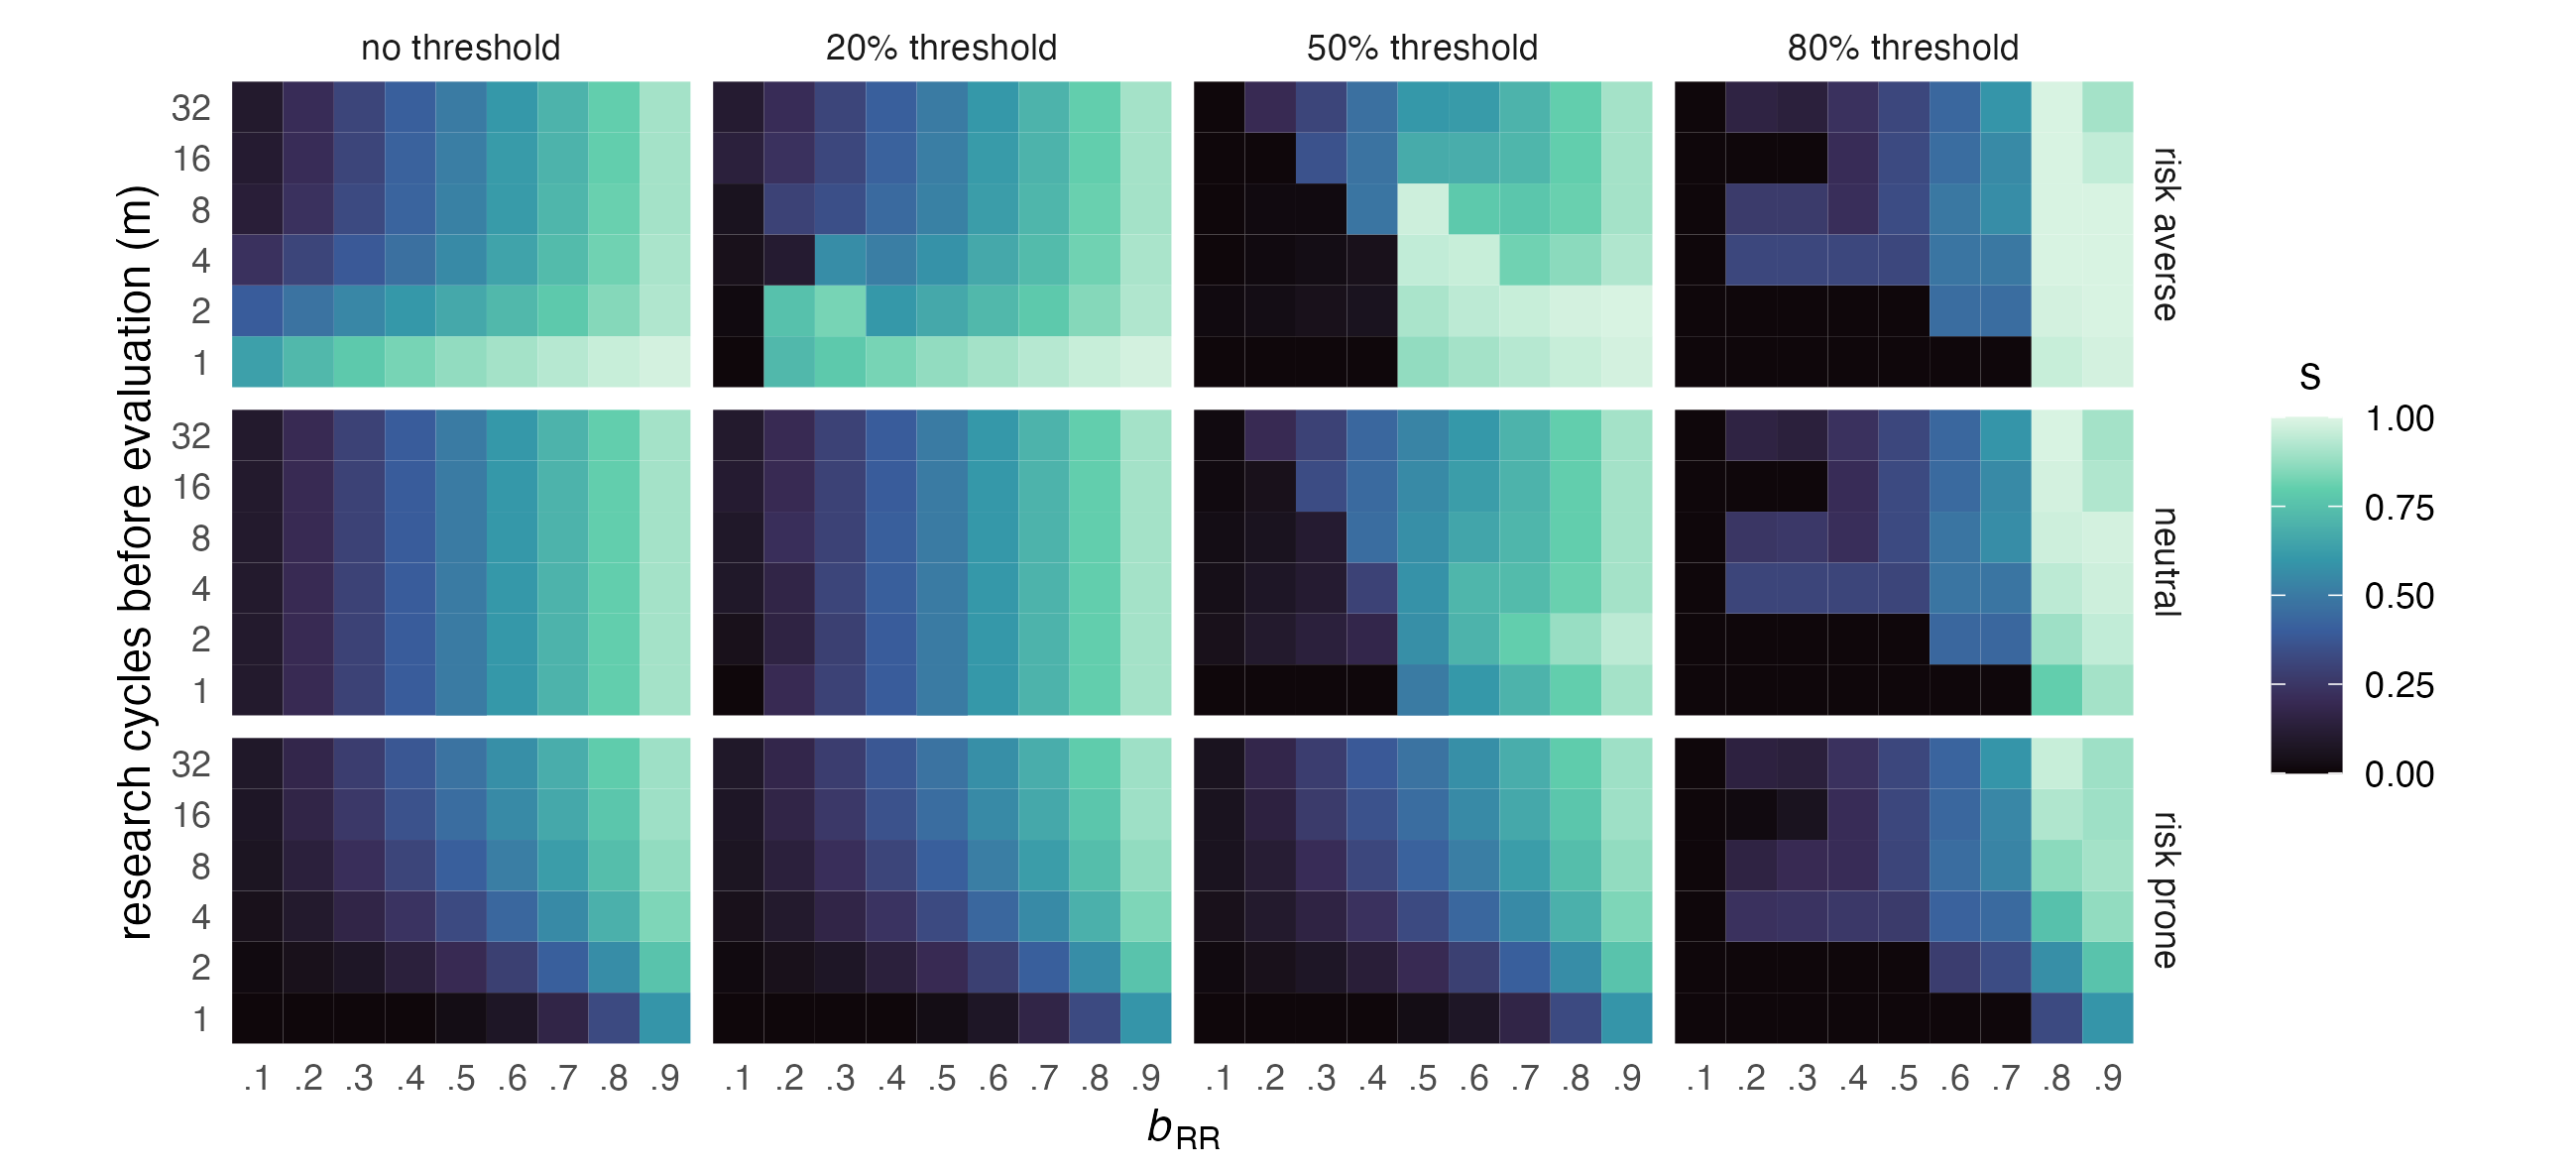 no threshold 20% threshold 50% threshold 80% threshold
research cycles before evaluation (m)
32
16
8
4
2
1
risk averse
32
16
8
4
2
1
neutral
32
16
8
4
2
1
risk prone
.1 .2 .3 .4 .5 .6 .7 .8 .9 .1 .2 .3 .4 .5 .6 .7 .8 .9 .1 .2 .3 .4 .5 .6 .7 .8 .9 .1 .2 .3 .4 .5 .6 .7 .8 .9
bRR
s
1.00
0.75
0.50
0.25
0.00